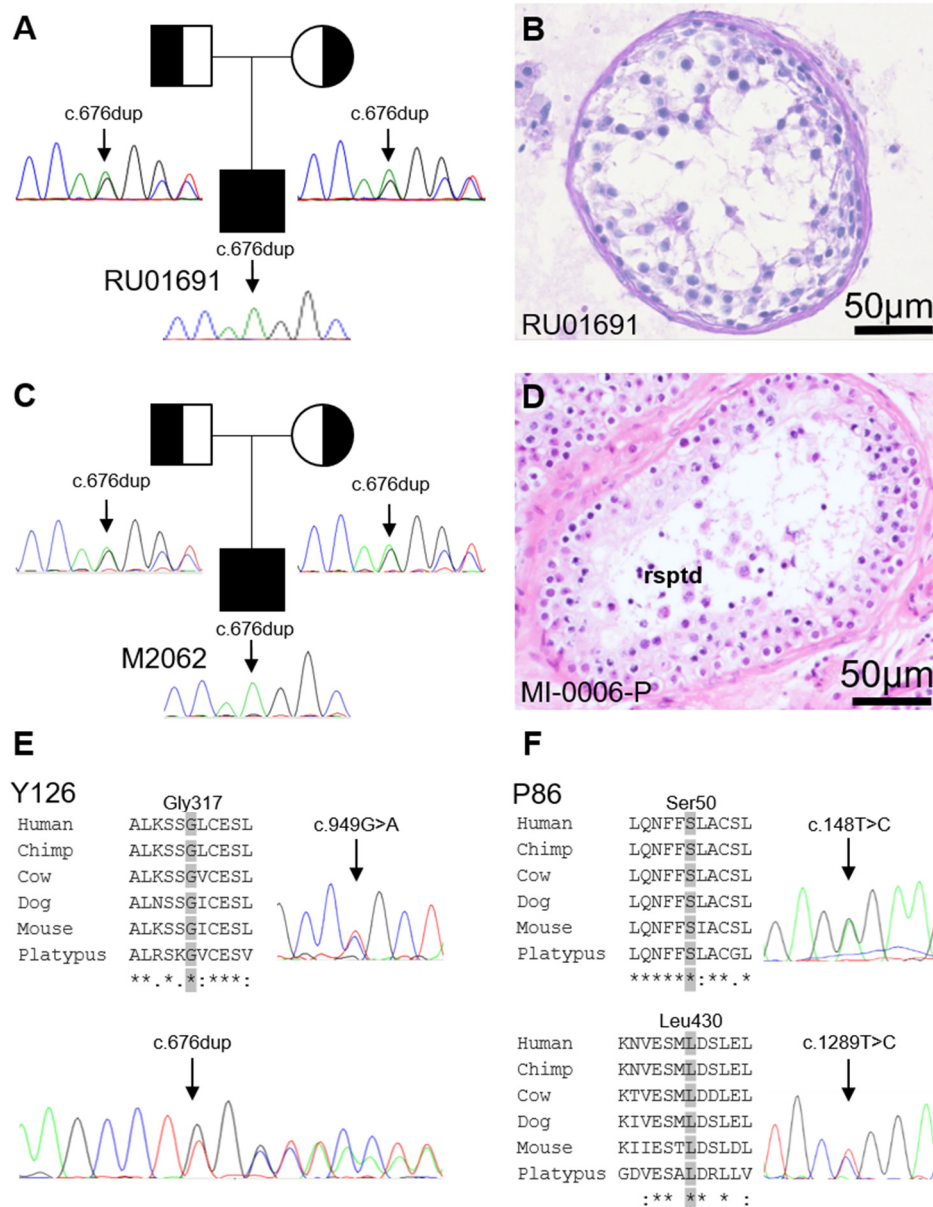 A
c.676dup
c.676dup
c.676dup
RU01691
B
50µm
RU01691
C
c.676dup
c.676dup
c.676dup
M2062
D
rsptd
50µm
MI-0006-P
E
Y126
Gly317
Human ALKSSGLCESL
Chimp ALKSSGLCESL
Cow ALKSSGVCESL
Dog ALNSSGICESL
Mouse ALKSSGICESL
Platypus ALRSKGVCESV
**.*.*:***:
c.949G>A
c.676dup
F
P86
Ser50
Human LQNFFSLACSL
Chimp LQNFFSLACSL
Cow LQNFFSLACSL
Dog LQNFFSLACSL
Mouse LQNFFSIACSL
Platypus LQNFFSLACGL
******:**.*
c.148T>C
Leu430
Human KNVESMLDSLEL
Chimp KNVESMLDSLEL
Cow KTVESMLDDLEL
Dog KIVESMLDSLEL
Mouse KIIESTLDSLDL
Platypus GDVESALDRLLV
:** ** * :
c.1289T>C